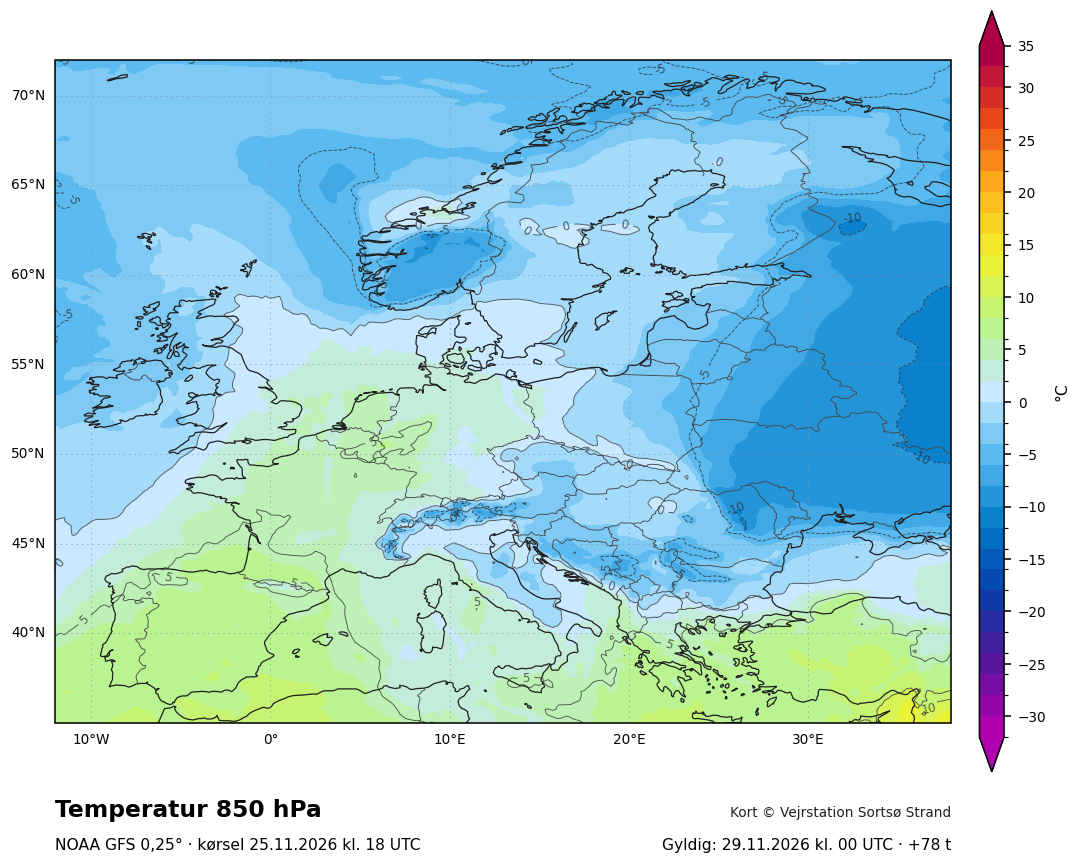 70°N
65°N
60°N
55°N
50°N
45°N
40°N
10°W
0°
10°E
20°E
30°E
35
30
25
20
15
10
5
0
−5
−10
−15
−20
−25
−30
°C
Temperatur 850 hPa
Kort © Vejrstation Sortsø Strand
NOAA GFS 0,25° · kørsel 25.11.2026 kl. 18 UTC
Gyldig: 29.11.2026 kl. 00 UTC · +78 t